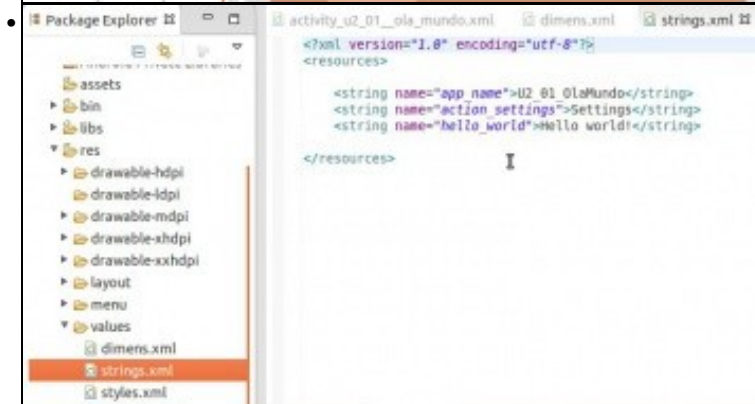 Package Explorer
assets
bin
libs
res
drawable-hdpi
drawable-ldpi
drawable-mdpi
drawable-xhdpi
drawable-xxhdpi
layout
menu
values
dimens.xml
strings.xml
styles.xml
activity_u2_01__ola_mundo.xml dimens.xml strings.xml
<?xml version="1.0" encoding="utf-8"?>
<resources>
<string name="app_name">U2_01_OlaMundo</string>
<string name="action_settings">Settings</string>
<string name="hello_world">Hello world!</string>
</resources>